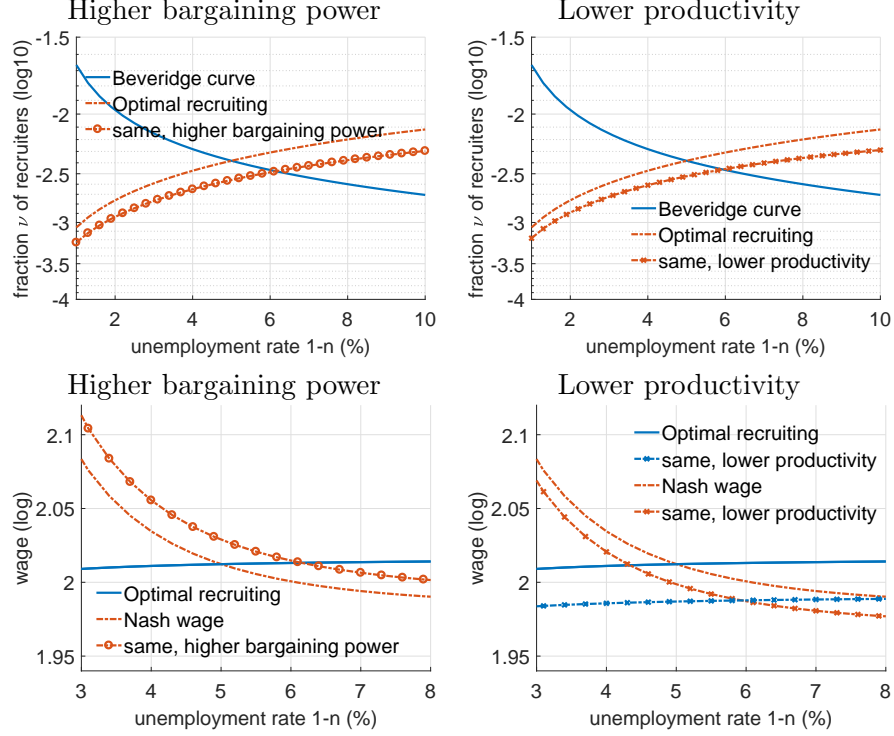 Higher bargaining power
-1.5
-2
-2.5
-3
-3.5
-4
fraction ν of recruiters (log10)
Beveridge curve
Optimal recruiting
same, higher bargaining power
2
4
6
8
10
unemployment rate 1-n (%)
Lower productivity
-1.5
-2
-2.5
-3
-3.5
-4
fraction ν of recruiters (log10)
Beveridge curve
Optimal recruiting
same, lower productivity
2
4
6
8
10
unemployment rate 1-n (%)
Higher bargaining power
2.1
2.05
2
1.95
wage (log)
Optimal recruiting
Nash wage
same, higher bargaining power
3
4
5
6
7
8
unemployment rate 1-n (%)
Lower productivity
2.1
2.05
2
1.95
wage (log)
Optimal recruiting
same, lower productivity
Nash wage
same, lower productivity
3
4
5
6
7
8
unemployment rate 1-n (%)